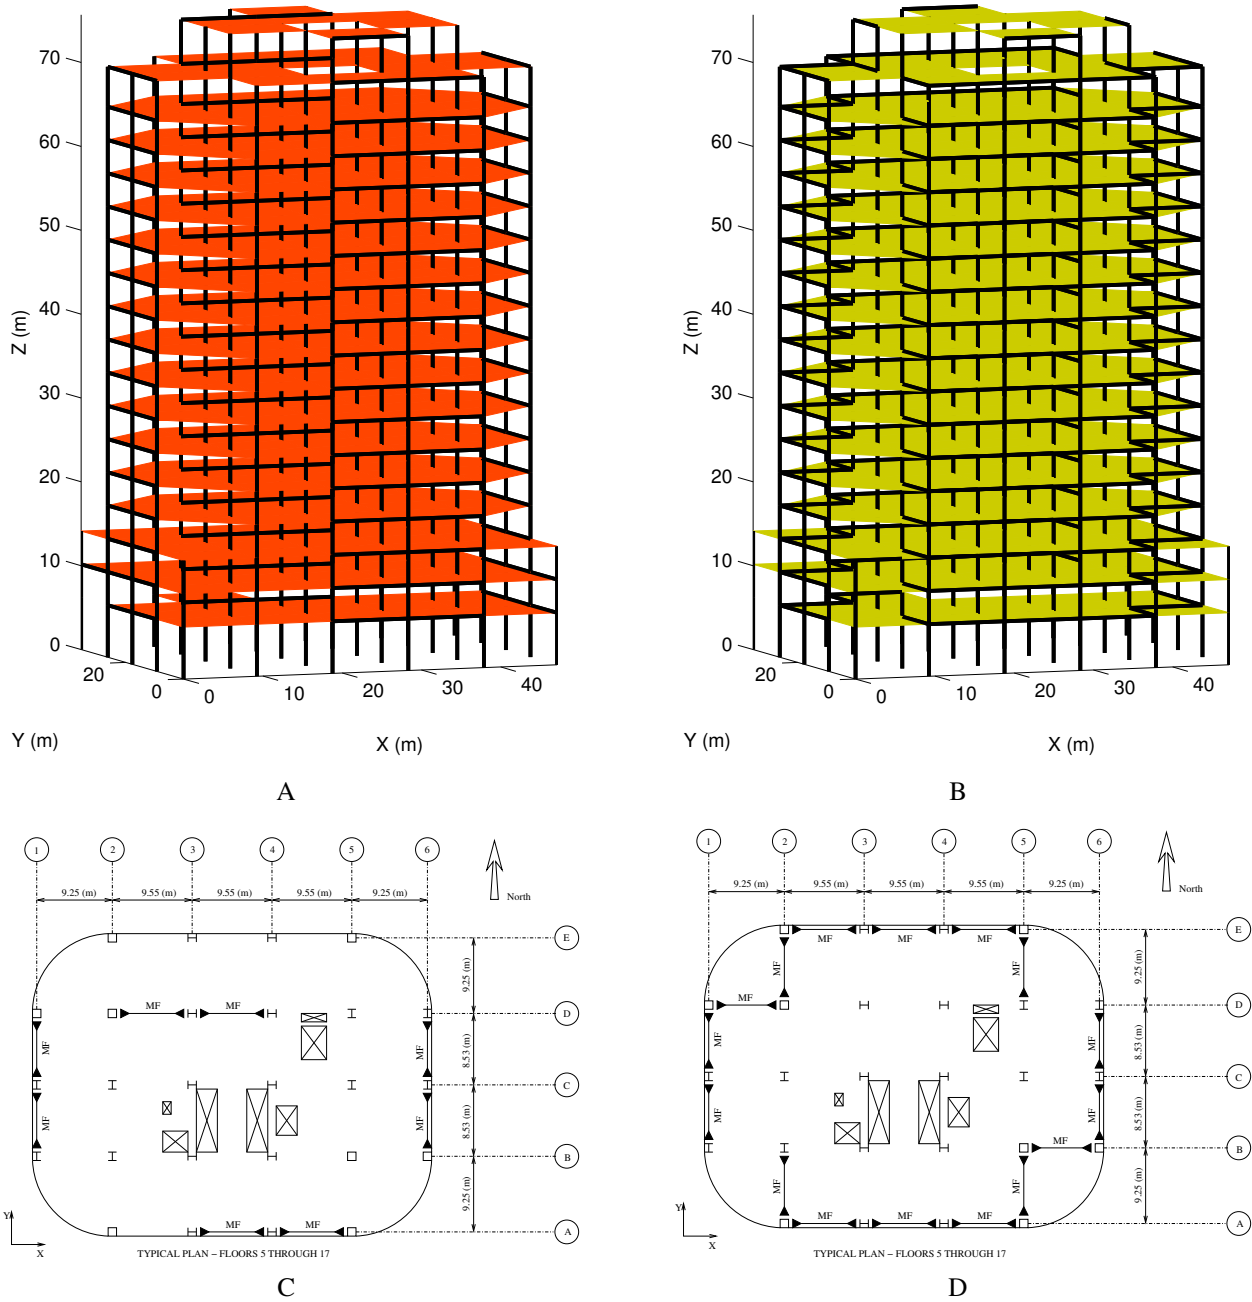 70
60
50
40
30
20
10
0
Z (m)
20
0
0
10
20
30
40
Y (m)
X (m)
A
70
60
50
40
30
20
10
0
Z (m)
20
0
0
10
20
30
40
Y (m)
X (m)
B
1 2 3 4 5 6
9.25 (m) 9.55 (m) 9.55 (m) 9.55 (m) 9.25 (m)
North
E
9.25 (m)
D
MF MF
8.53 (m)
MF MF
C
8.53 (m)
MF MF
B
9.25 (m)
MF MF
A
Y
X
TYPICAL PLAN − FLOORS 5 THROUGH 17
C
1 2 3 4 5 6
9.25 (m) 9.55 (m) 9.55 (m) 9.55 (m) 9.25 (m)
North
E
MF MF MF
MF MF
9.25 (m)
MF
D
8.53 (m)
MF MF
C
8.53 (m)
MF MF
MF
B
9.25 (m)
MF MF
MF MF MF
A
Y
X
TYPICAL PLAN − FLOORS 5 THROUGH 17
D